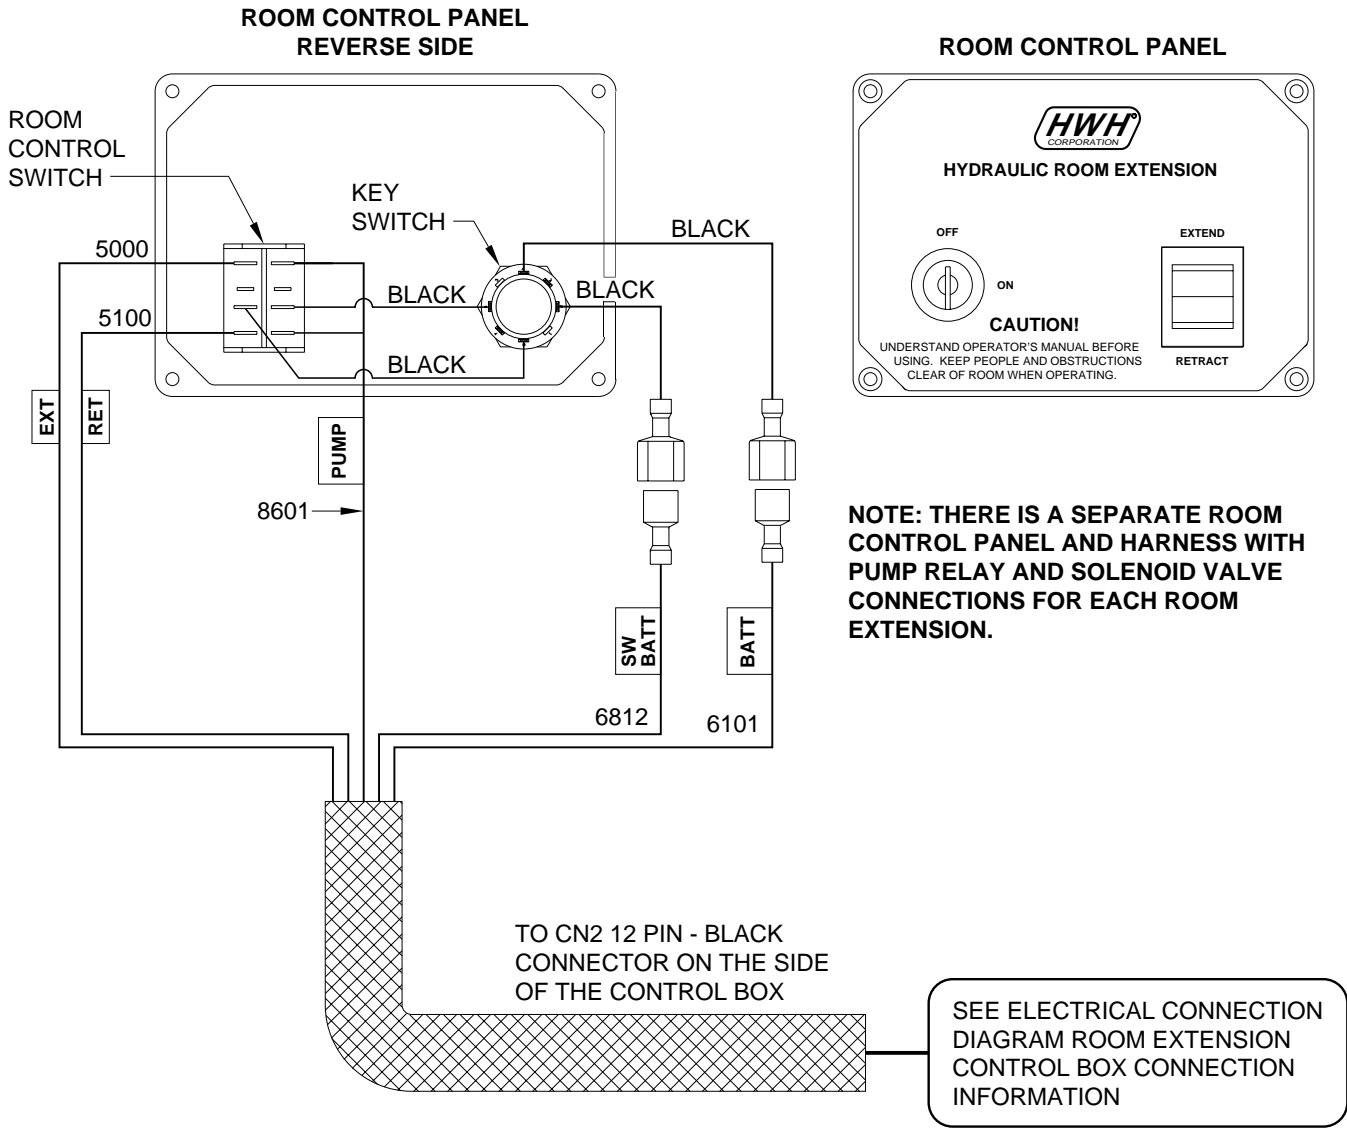 ROOM CONTROL PANEL
REVERSE SIDE
ROOM CONTROL PANEL
ROOM
CONTROL
SWITCH
KEY
SWITCH
BLACK
BLACK
BLACK
BLACK
5000
5100
EXT
RET
PUMP
8601
SW
BATT
BATT
6812
6101
HWH
CORPORATION
HYDRAULIC ROOM EXTENSION
OFF
ON
EXTEND
RETRACT
CAUTION!
UNDERSTAND OPERATOR'S MANUAL BEFORE
USING. KEEP PEOPLE AND OBSTRUCTIONS
CLEAR OF ROOM WHEN OPERATING.
NOTE: THERE IS A SEPARATE ROOM
CONTROL PANEL AND HARNESS WITH
PUMP RELAY AND SOLENOID VALVE
CONNECTIONS FOR EACH ROOM
EXTENSION.
TO CN2 12 PIN - BLACK
CONNECTOR ON THE SIDE
OF THE CONTROL BOX
SEE ELECTRICAL CONNECTION
DIAGRAM ROOM EXTENSION
CONTROL BOX CONNECTION
INFORMATION